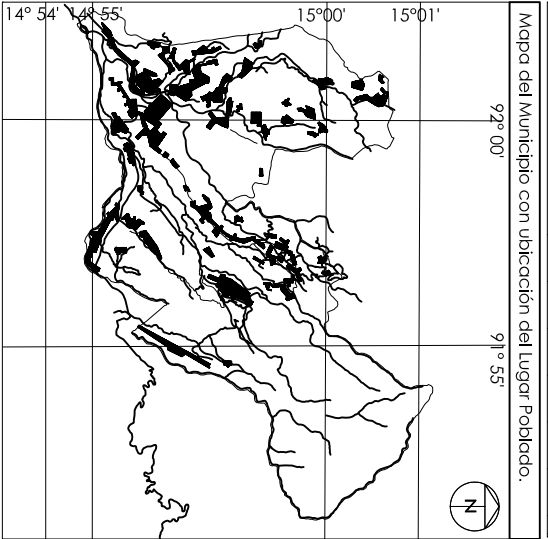 Mapa del Municipio con ubicación del Lugar Poblado.
14° 54' 14° 55' 15°00' 15°01'
92° 00'
91° 55'
N